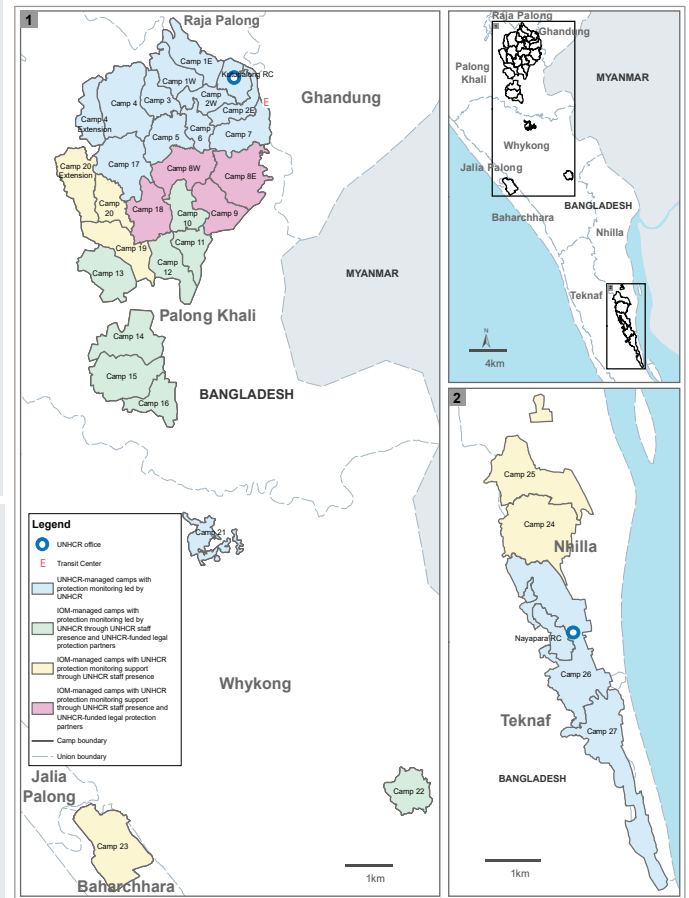 1
Raja Palong
Camp 1E
Kutupalong RC
Camp 1W
Camp
2W
Camp 4
Camp 3
Camp 2E
E
Ghandung
Camp 4
Extension
Camp 5
Camp
6
Camp 7
Camp 20
Extension
Camp 17
Camp 8W
Camp 8E
Camp
20
Camp 18
Camp
10
Camp 9
Camp 19
Camp 11
Camp
12
Camp 13
MYANMAR
Palong Khali
Camp 14
Camp 15
Camp 16
BANGLADESH
Camp 21
Legend
UNHCR office
E
Transit Center
UNHCR-managed camps with
protection monitoring led by
UNHCR
IOM-managed camps with
protection monitoring led by
UNHCR through UNHCR staff
presence and UNHCR-funded legal
protection partners
IOM-managed camps with UNHCR
protection monitoring support
through UNHCR staff presence
IOM-managed camps with UNHCR
protection monitoring support
through UNHCR staff presence and
UNHCR-funded legal protection
partners
Camp boundary
Union boundary
Whykong
Jalia
Palong
Camp 22
Camp 23
Baharchhara
1km
Raja Palong
Ghandung
Palong
Khali
MYANMAR
Whykong
Jalia Palong
BANGLADESH
Baharchhara
Nhilla
Teknaf
N
4km
2
Camp 25
Camp 24
Nhilla
Nayapara RC
Camp 26
Teknaf
Camp 27
BANGLADESH
1km